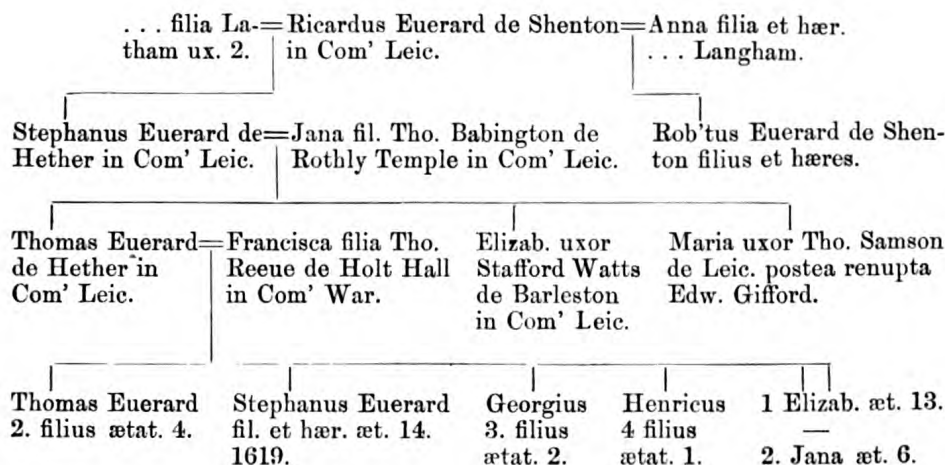 . . . filia La-=Ricardus Euerard de Shenton=Anna filia et hær.
tham ux. 2. in Com' Leic. . . . Langham.
Stephanus Euerard de=Jana fil. Tho. Babington de Rob'tus Euerard de Shen-
Hether in Com' Leic. Rothly Temple in Com' Leic. ton filius et hæres.
Thomas Euerard=Francisca filia Tho. Elizab. uxor Maria uxor Tho. Samson
de Hether in Reeue de Holt Hall Stafford Watts de Leic. postea renupta
Com' Leic. in Com' War. de Barleston Edw. Gifford.
in Com' Leic.
Thomas Euerard Stephanus Euerard Georgius Henricus 1 Elizab. æt. 13.
2. filius ætat. 4. fil. et hær. æt. 14. 3. filius 4 filius —
1619. ætat. 2. ætat. 1. 2. Jana æt. 6.